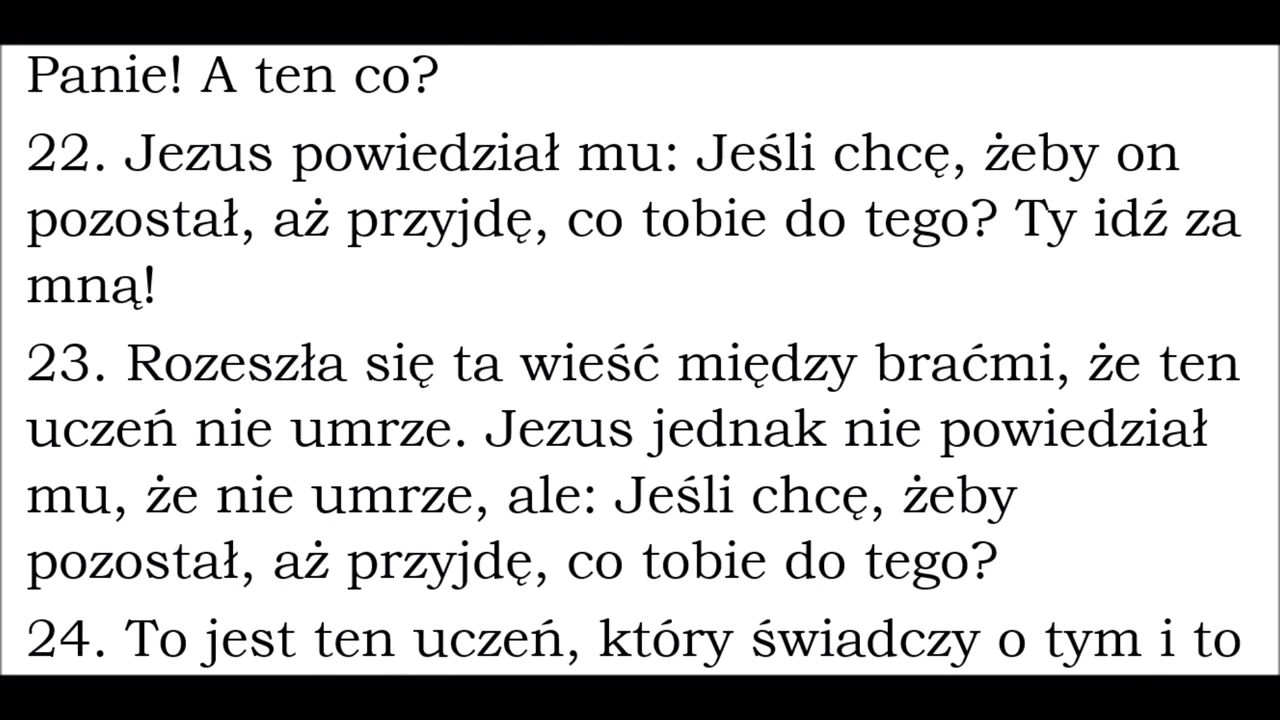 Panie! A ten co?
22. Jezus powiedział mu: Jeśli chcę, żeby on
pozostał, aż przyjdę, co tobie do tego? Ty idź za
mną!
23. Rozeszła się ta wieść między braćmi, że ten
uczeń nie umrze. Jezus jednak nie powiedział
mu, że nie umrze, ale: Jeśli chcę, żeby
pozostał, aż przyjdę, co tobie do tego?
24. To jest ten uczeń, który świadczy o tym i to